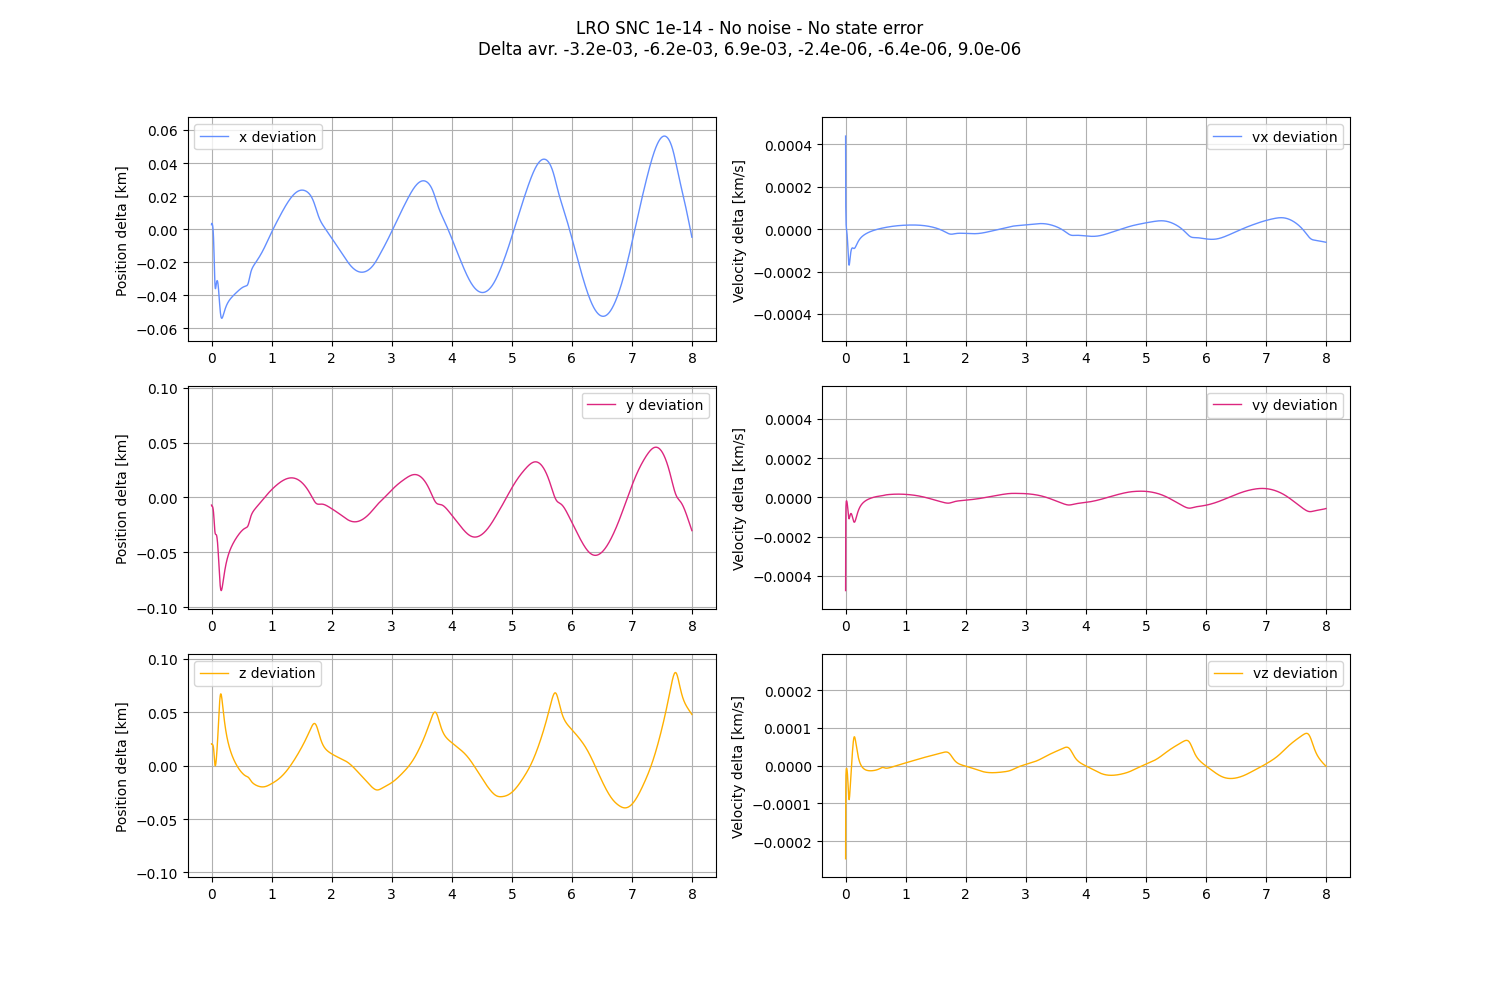 LRO SNC 1e-14 - No noise - No state error
Delta avr. -3.2e-03, -6.2e-03, 6.9e-03, -2.4e-06, -6.4e-06, 9.0e-06
Position delta [km]
0.06
0.04
0.02
0.00
−0.02
−0.04
−0.06
x deviation
0 1 2 3 4 5 6 7 8
Velocity delta [km/s]
0.0004
0.0002
0.0000
−0.0002
−0.0004
vx deviation
0 1 2 3 4 5 6 7 8
Position delta [km]
0.10
0.05
0.00
−0.05
−0.10
y deviation
0 1 2 3 4 5 6 7 8
Velocity delta [km/s]
0.0004
0.0002
0.0000
−0.0002
−0.0004
vy deviation
0 1 2 3 4 5 6 7 8
Position delta [km]
0.10
0.05
0.00
−0.05
−0.10
z deviation
0 1 2 3 4 5 6 7 8
Velocity delta [km/s]
0.0002
0.0001
0.0000
−0.0001
−0.0002
vz deviation
0 1 2 3 4 5 6 7 8